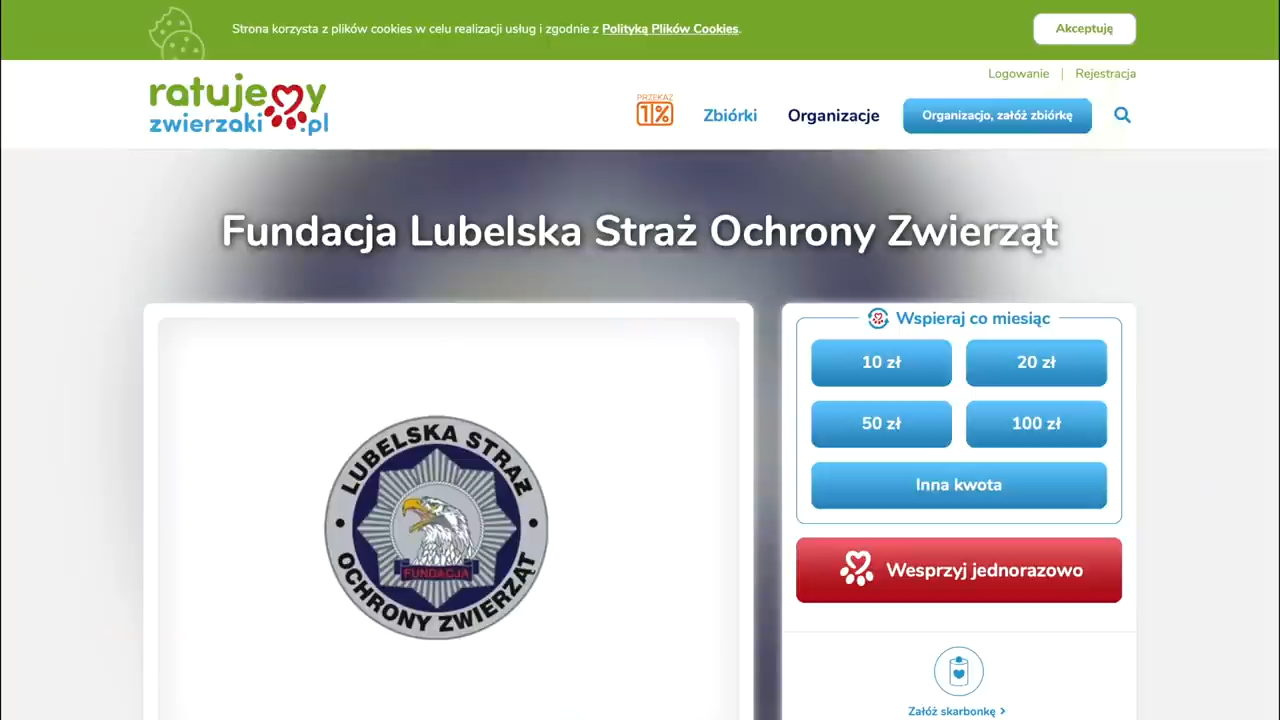 Strona korzysta z plików cookies w celu realizacji usług i zgodnie z Polityką Plików Cookies.
Akceptuję
Logowanie | Rejestracja
ratujemy
zwierzaki.pl
PRZEKAŻ
1%
Zbiórki
Organizacje
Organizacjo, załóż zbiórkę
Fundacja Lubelska Straż Ochrony Zwierząt
LUBELSKA STRAŻ
FUNDACJA
OCHRONY ZWIERZĄT
Wspieraj co miesiąc
10 zł
20 zł
50 zł
100 zł
Inna kwota
Wesprzyj jednorazowo
Załóż skarbonkę >